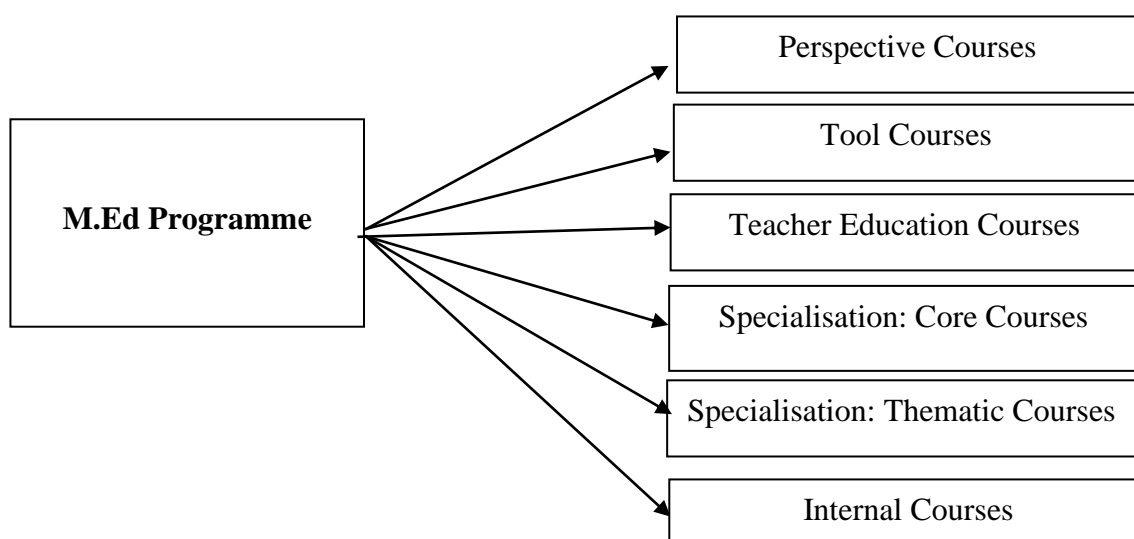 Perspective Courses
Tool Courses
M.Ed Programme
Teacher Education Courses
Specialisation: Core Courses
Specialisation: Thematic Courses
Internal Courses